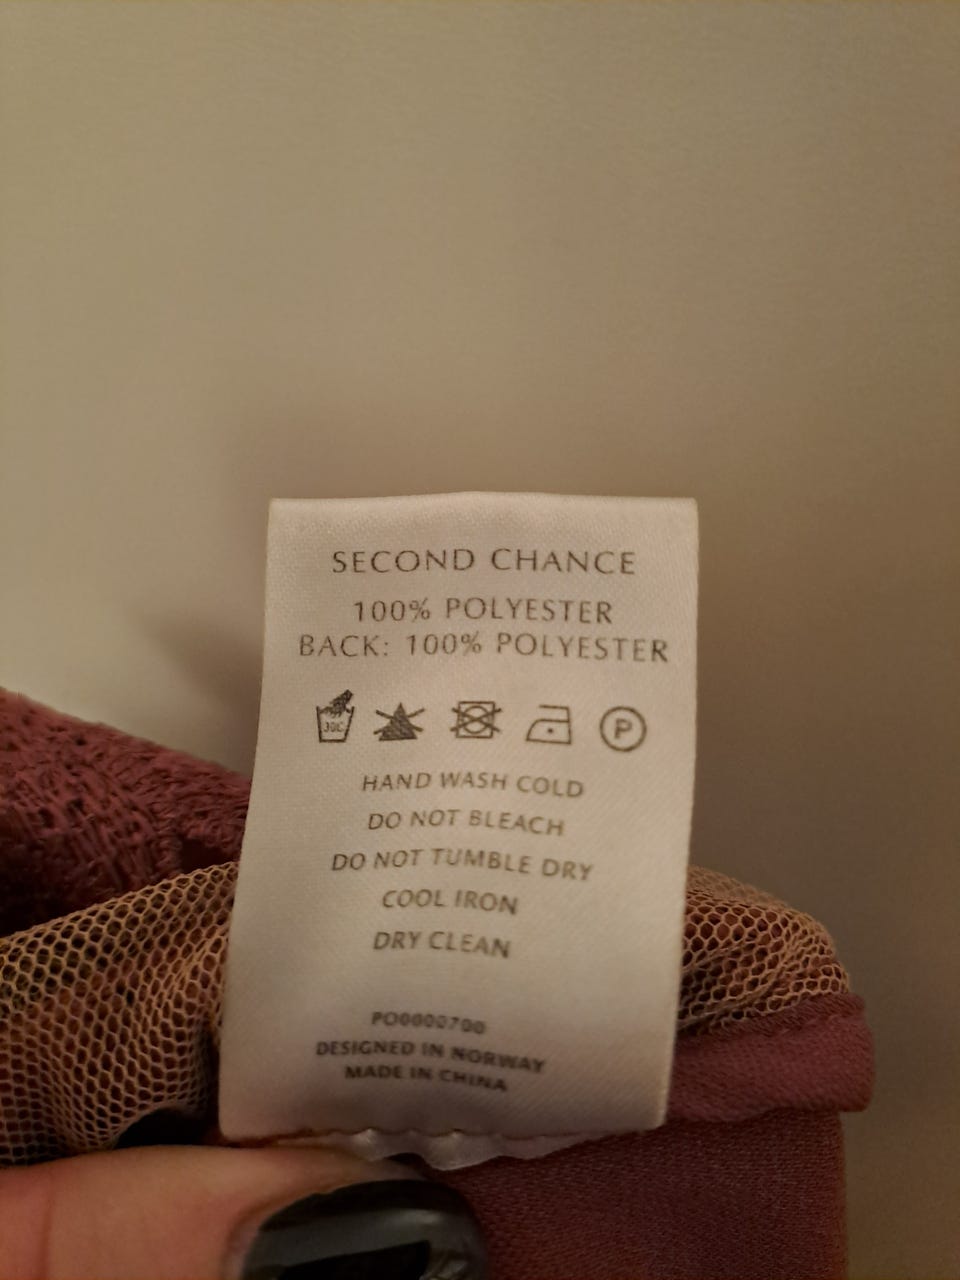 SECOND CHANCE
100% POLYESTER
BACK: 100% POLYESTER
30C P
HAND WASH COLD
DO NOT BLEACH
DO NOT TUMBLE DRY
COOL IRON
DRY CLEAN
PO0000700
DESIGNED IN NORWAY
MADE IN CHINA